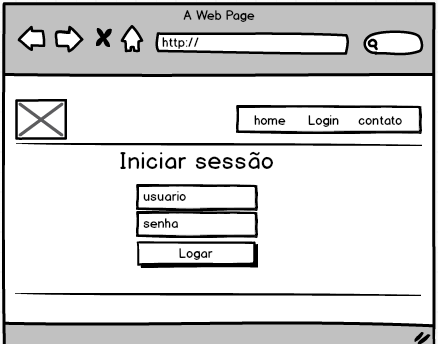 A Web Page
http://
home Login contato
Iniciar sessão
usuario
senha
Logar